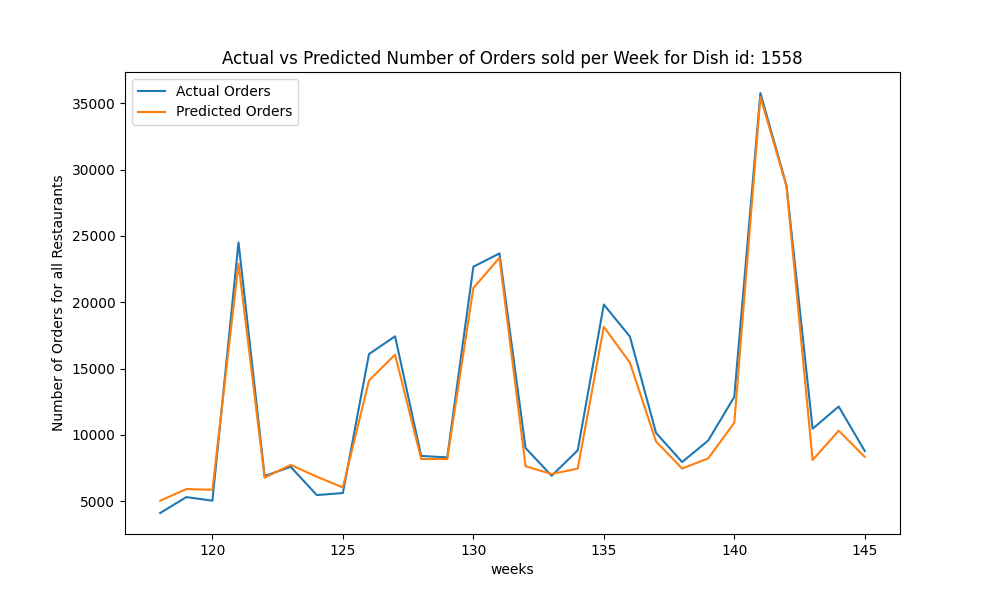 Actual vs Predicted Number of Orders sold per Week for Dish id: 1558
Actual Orders
Predicted Orders
Number of Orders for all Restaurants
35000
30000
25000
20000
15000
10000
5000
120 125 130 135 140 145
weeks